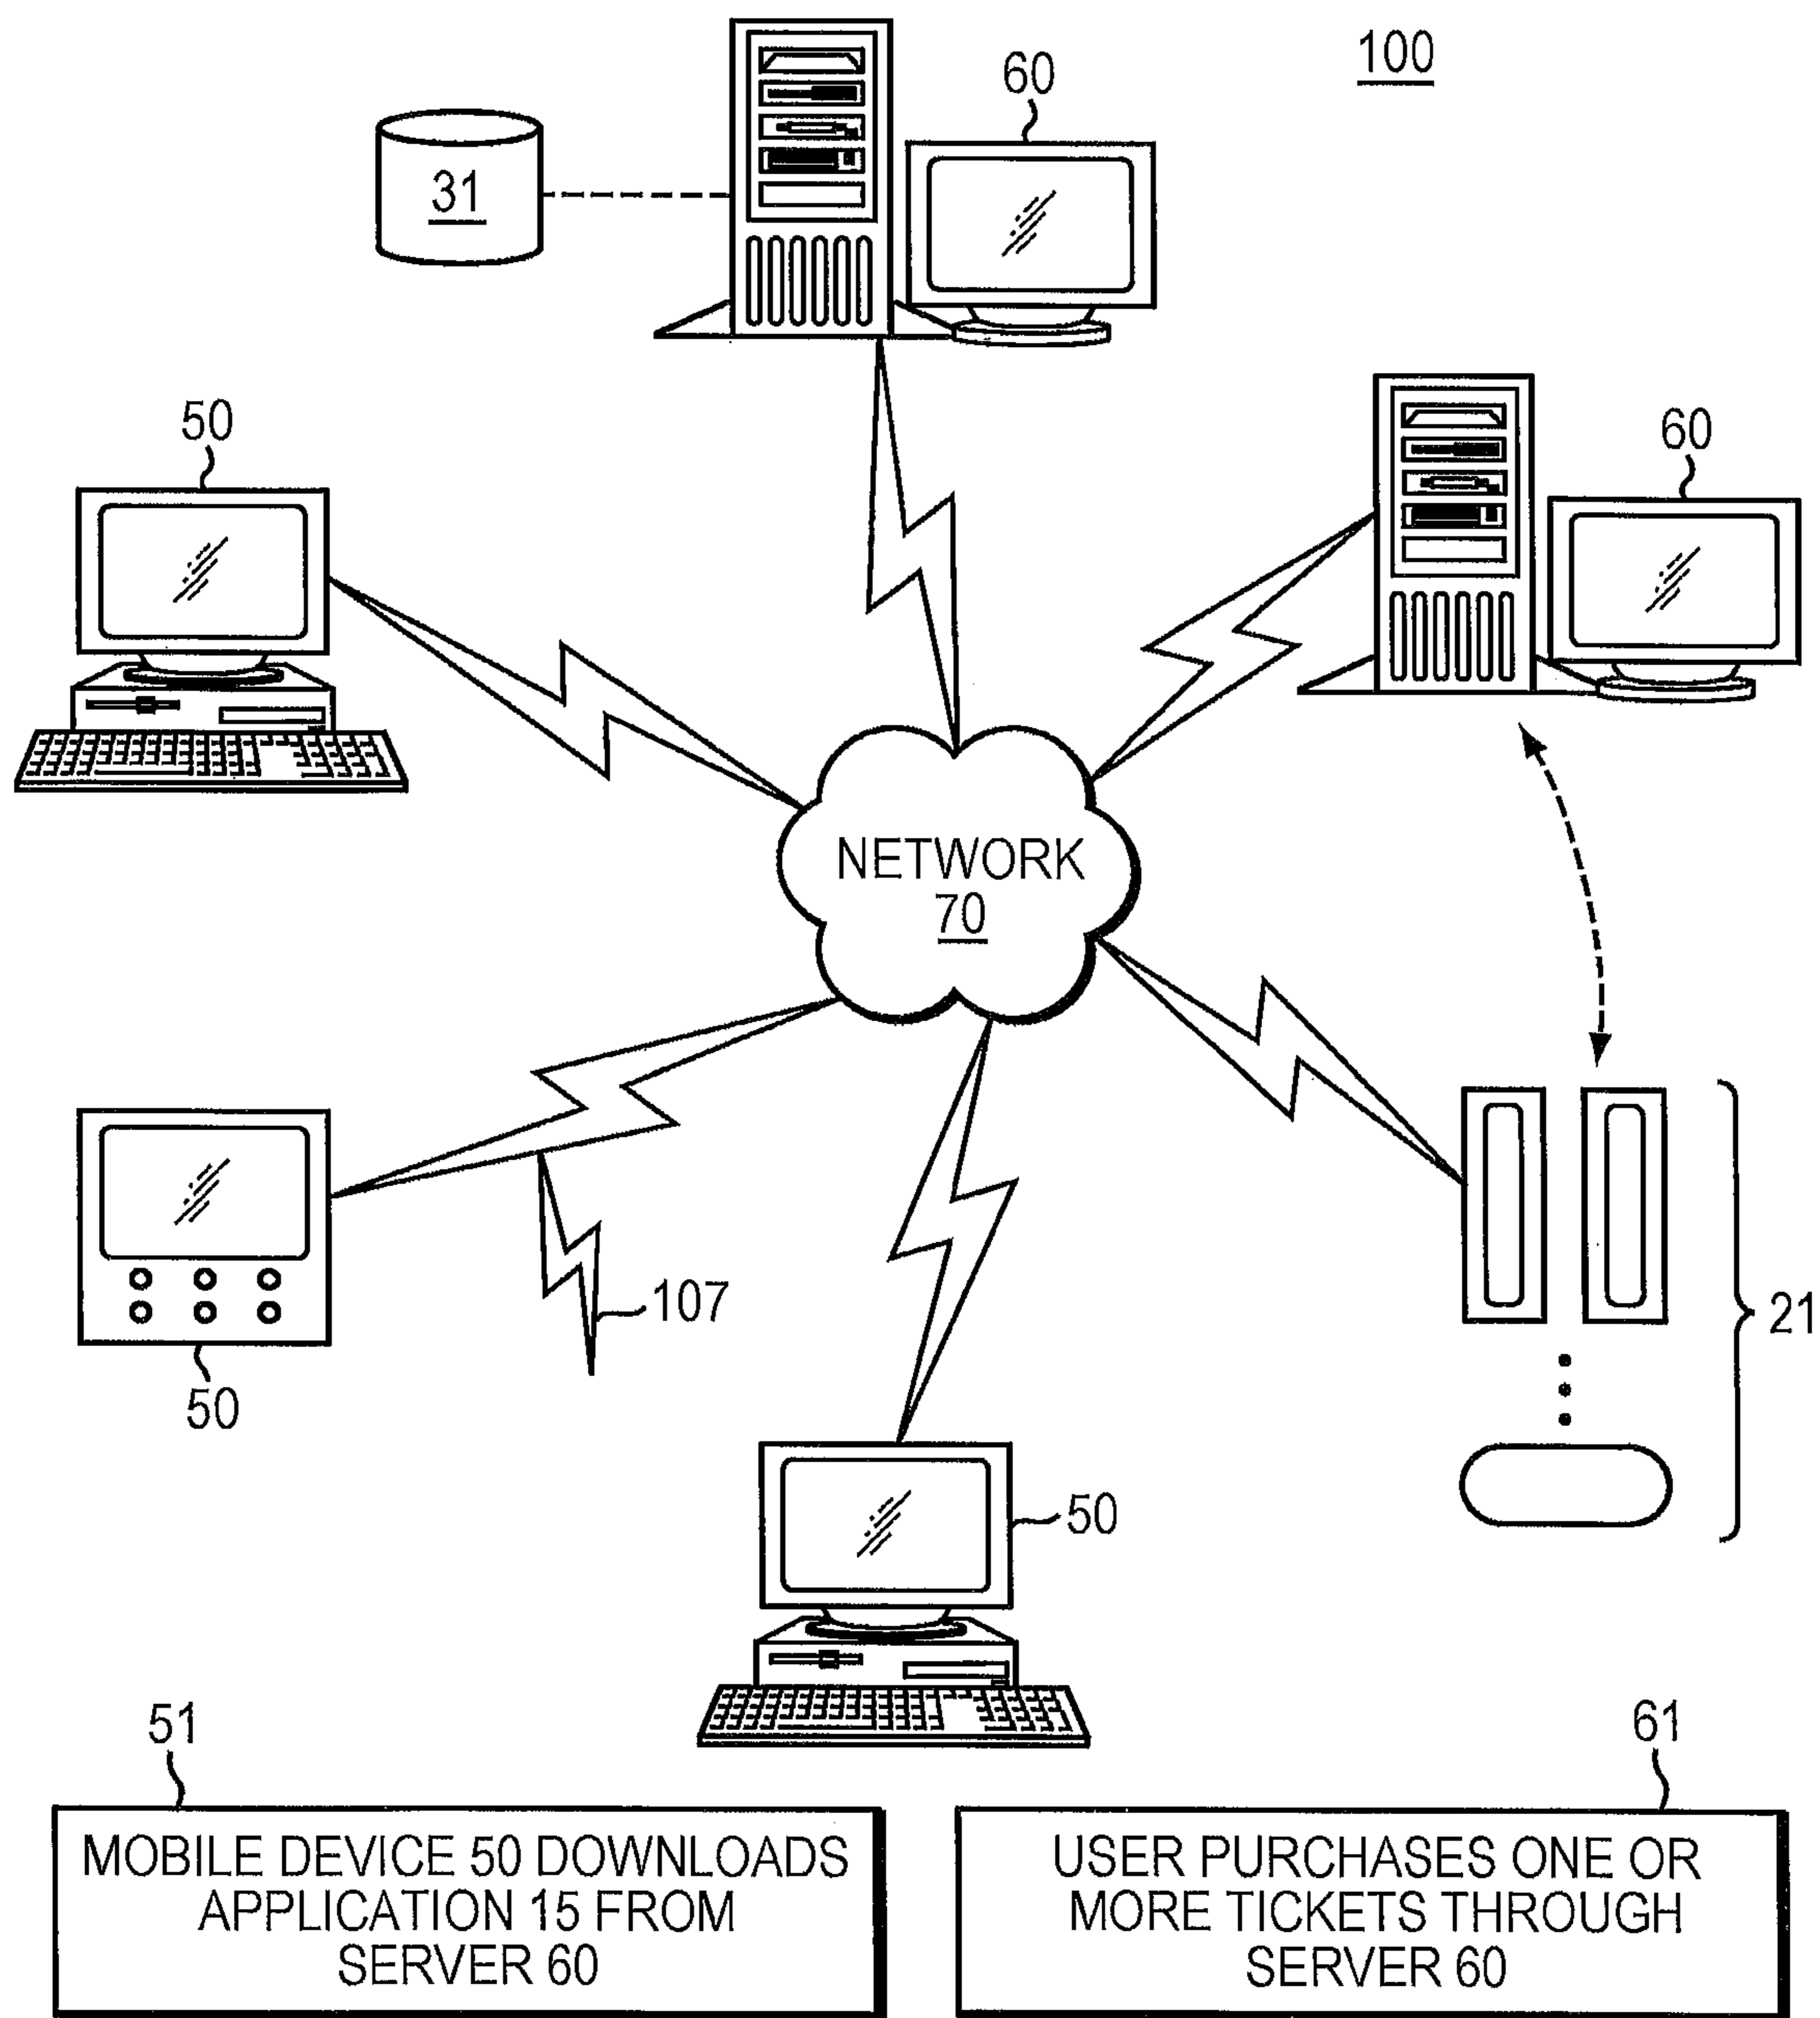 100
60
31
60
50
NETWORK
70
107
21
50
50
51
61
MOBILE DEVICE 50 DOWNLOADS
APPLICATION 15 FROM
SERVER 60
USER PURCHASES ONE OR
MORE TICKETS THROUGH
SERVER 60